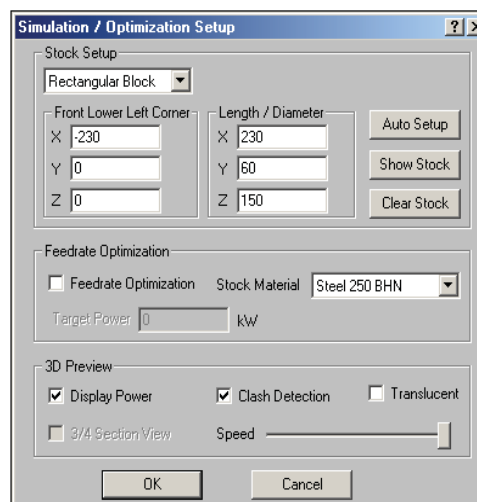 Simulation / Optimization Setup
Stock Setup
Rectangular Block
Front Lower Left Corner
Length / Diameter
X -230
X 230
Auto Setup
Y 0
Y 60
Show Stock
Z 0
Z 150
Clear Stock
Feedrate Optimization
Feedrate Optimization
Stock Material
Steel 250 BHN
Target Power 0 kW
3D Preview
Display Power
Clash Detection
Translucent
3/4 Section View
Speed
OK
Cancel